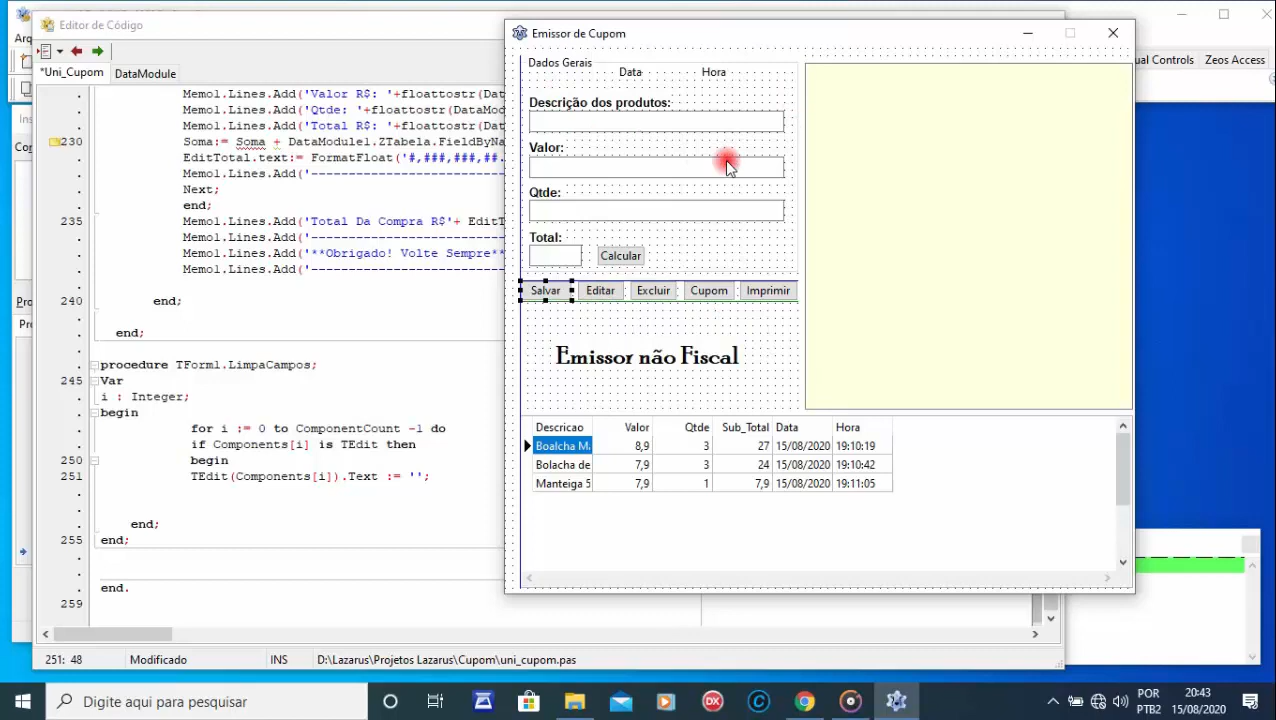 Editor de Código
Arq
*Uni_Cupom DataModule
. Memo1.Lines.Add('Valor R$: '+floattostr(Dat
. Memo1.Lines.Add('Qtde: '+floattostr(DataMod
. Memo1.Lines.Add('Total R$: '+floattostr(Dat
230 Soma:= Soma + DataModule1.ZTabela.FieldByNa
. EditTotal.text:= FormatFloat('#,###,###,##.
. Memo1.Lines.Add('------------------------
. Next;
. end;
235 Memo1.Lines.Add('Total Da Compra R$'+ EditT
. Memo1.Lines.Add('------------------------
. Memo1.Lines.Add('**Obrigado! Volte Sempre**
. Memo1.Lines.Add('------------------------
240 end;
. end;
. procedure TForm1.LimpaCampos;
245 Var
. i : Integer;
. begin
. for i := 0 to ComponentCount -1 do
. if Components[i] is TEdit then
250 begin
251 TEdit(Components[i]).Text := '';
. end;
255 end;
. end.
259
251: 48 Modificado INS D:\Lazarus\Projetos Lazarus\Cupom\uni_cupom.pas
Emissor de Cupom
Dados Gerais
Data Hora
Descrição dos produtos:
Valor:
Qtde:
Total:
Calcular
Salvar Editar Excluir Cupom Imprimir
Emissor não Fiscal
Descricao Valor Qtde Sub_Total Data Hora
Boalcha M 8,9 3 27 15/08/2020 19:10:19
Bolacha de 7,9 3 24 15/08/2020 19:10:42
Manteiga 5 7,9 1 7,9 15/08/2020 19:11:05
ual Controls Zeos Access
Ins
Co
Pro
Pro
Digite aqui para pesquisar
DX
POR
PTB2
20:43
15/08/2020